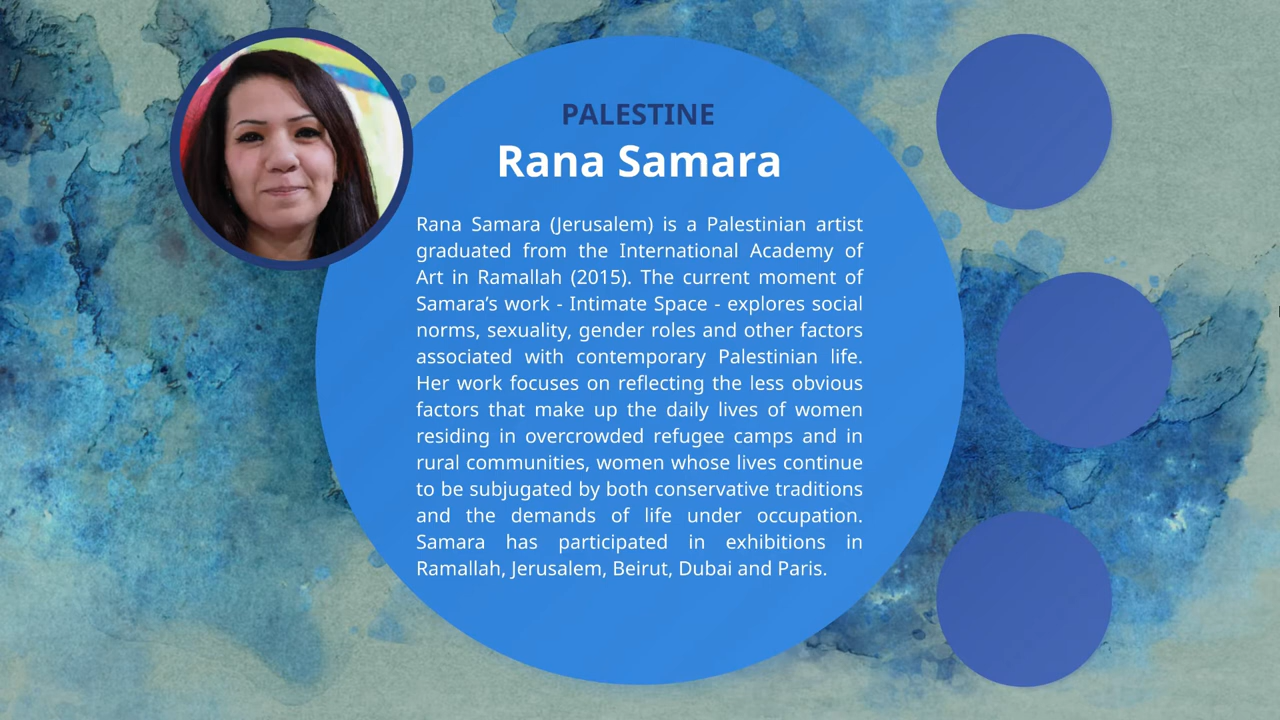 PALESTINE
Rana Samara
Rana Samara (Jerusalem) is a Palestinian artist
graduated from the International Academy of
Art in Ramallah (2015). The current moment of
Samara’s work - Intimate Space - explores social
norms, sexuality, gender roles and other factors
associated with contemporary Palestinian life.
Her work focuses on reflecting the less obvious
factors that make up the daily lives of women
residing in overcrowded refugee camps and in
rural communities, women whose lives continue
to be subjugated by both conservative traditions
and the demands of life under occupation.
Samara has participated in exhibitions in
Ramallah, Jerusalem, Beirut, Dubai and Paris.